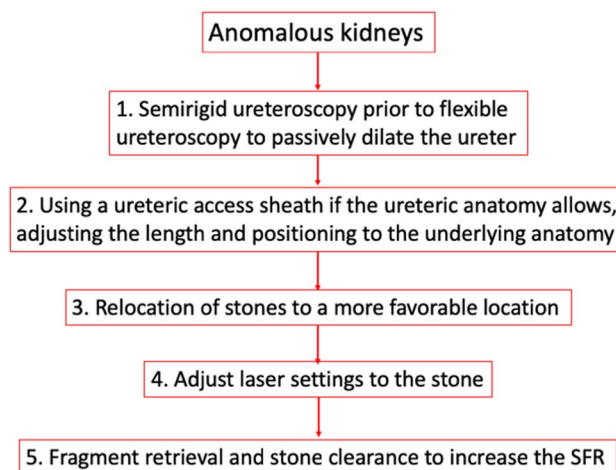 Anomalous kidneys
1. Semirigid ureteroscopy prior to flexible
ureteroscopy to passively dilate the ureter
2. Using a ureteric access sheath if the ureteric anatomy allows,
adjusting the length and positioning to the underlying anatomy
3. Relocation of stones to a more favorable location
4. Adjust laser settings to the stone
5. Fragment retrieval and stone clearance to increase the SFR